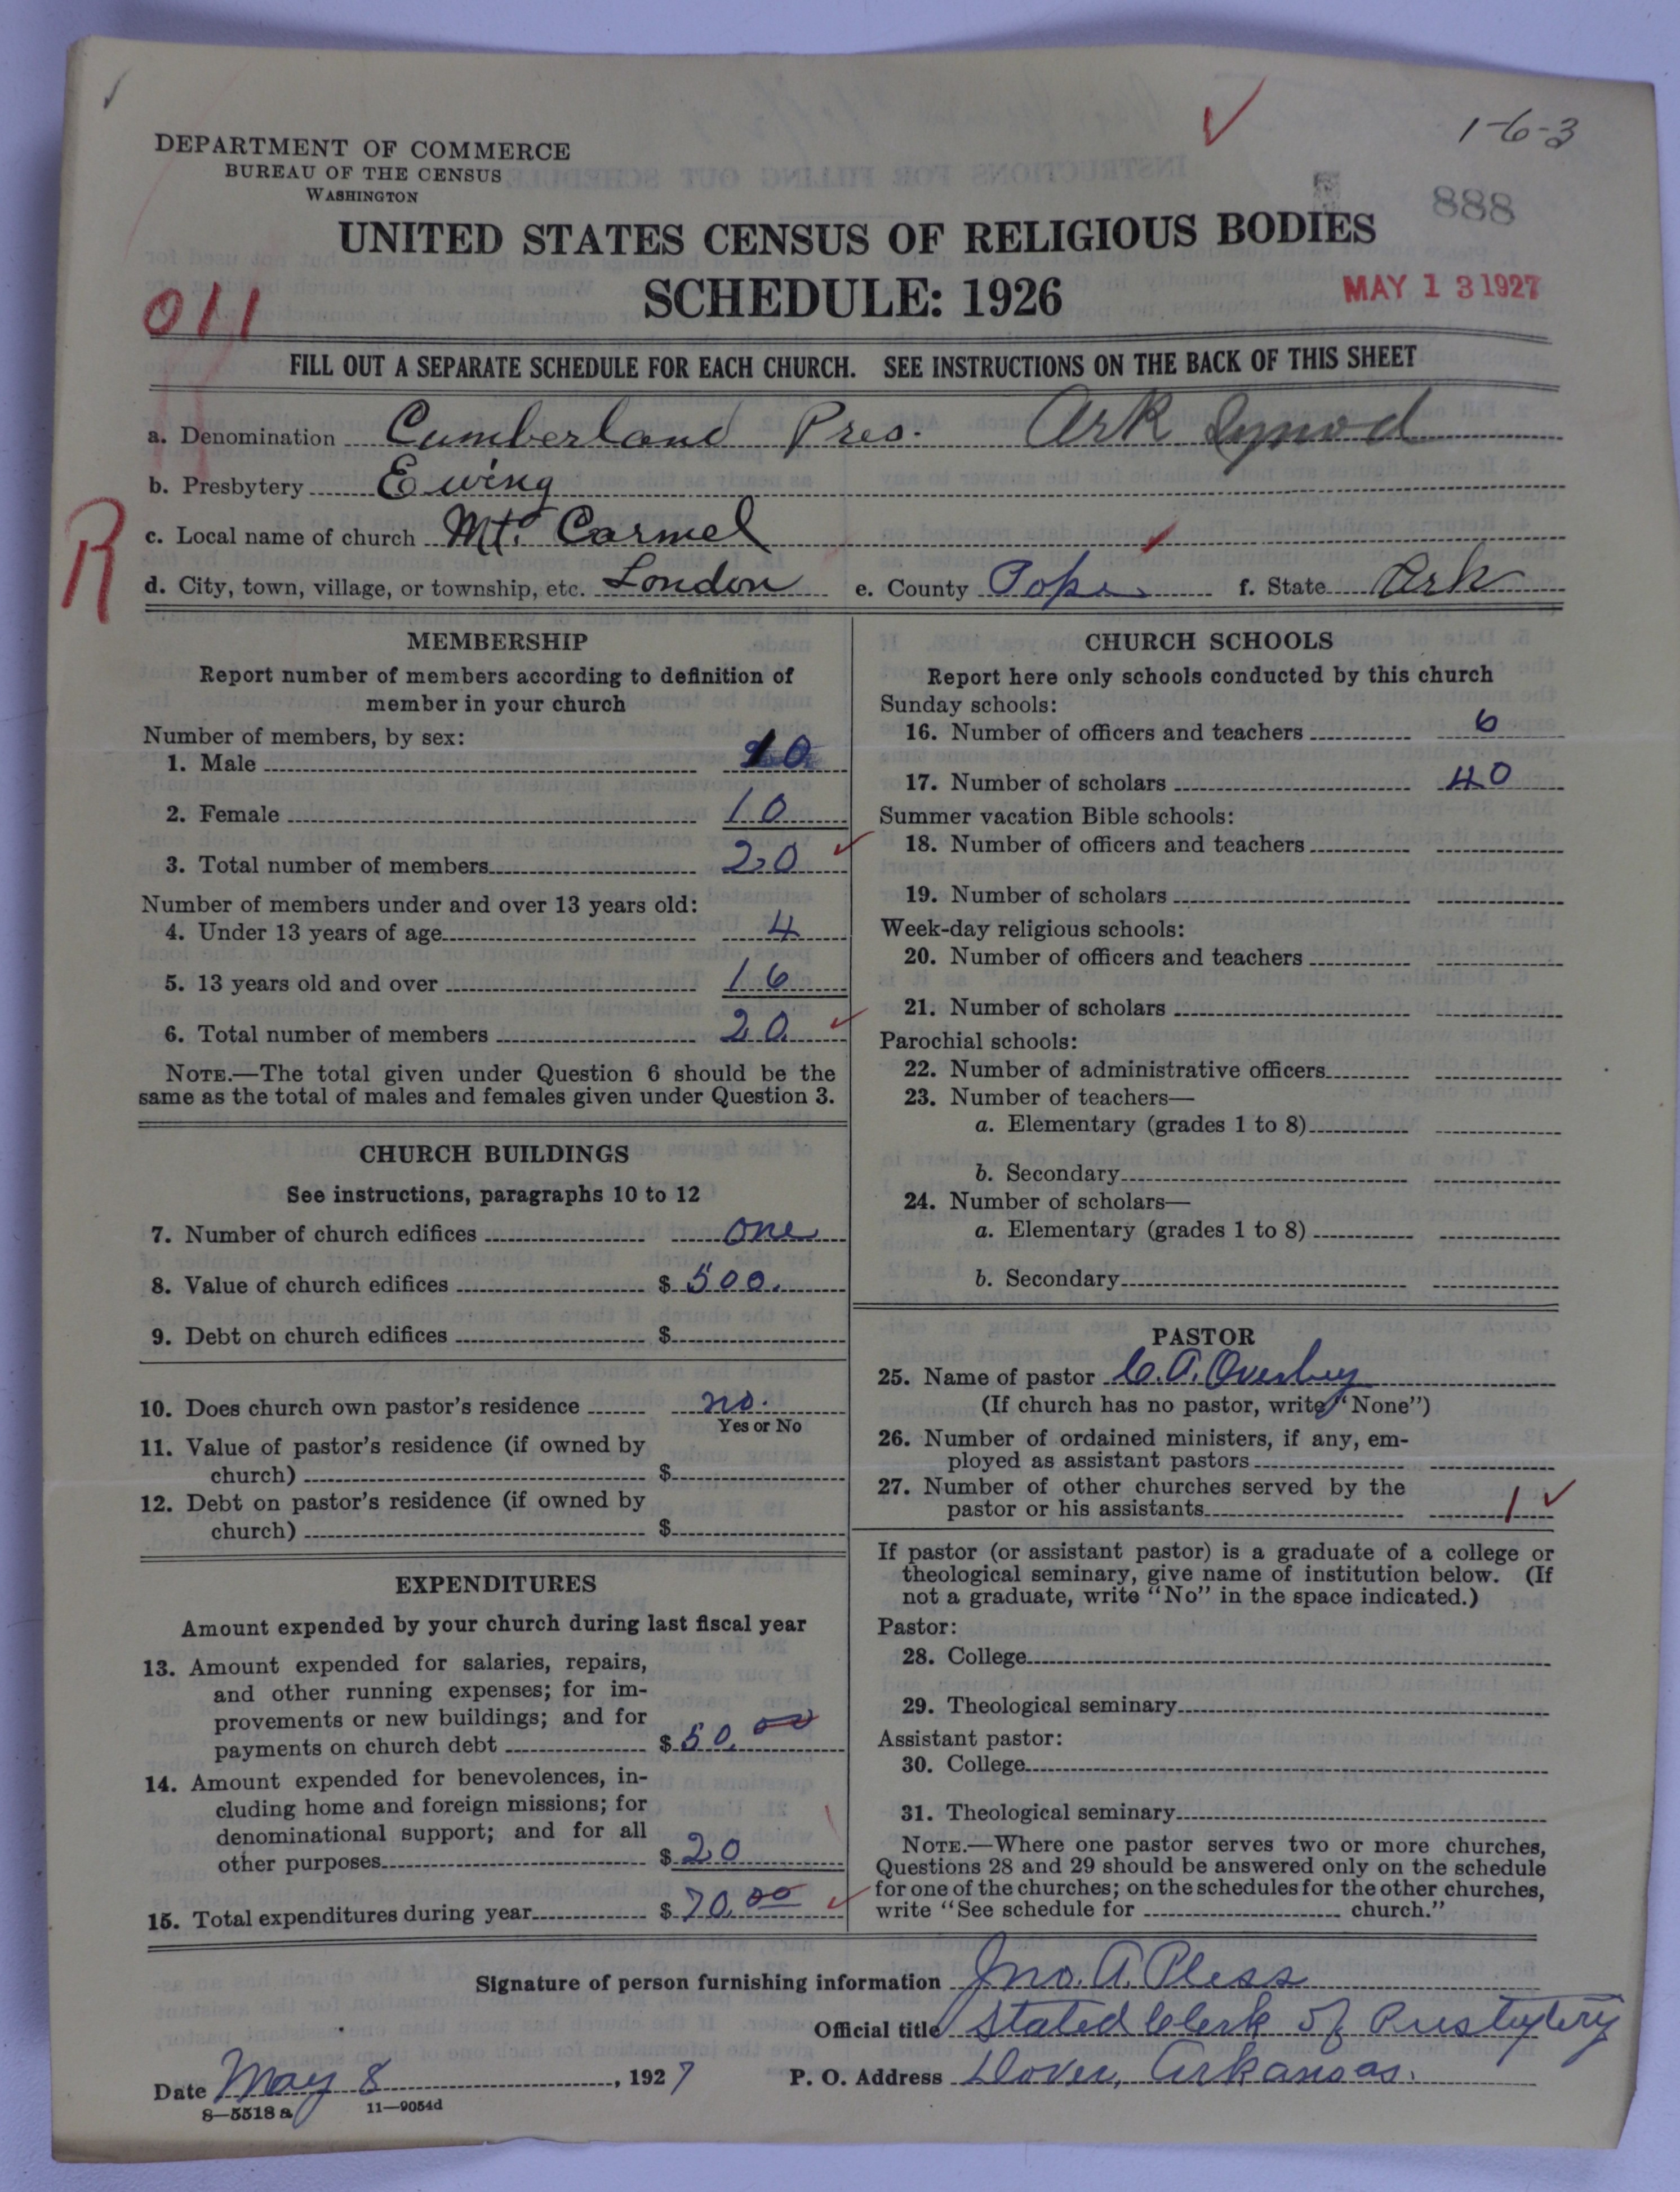 1-6-3
DEPARTMENT OF COMMERCE
BUREAU OF THE CENSUS
WASHINGTON
888
UNITED STATES CENSUS OF RELIGIOUS BODIES
SCHEDULE: 1926
MAY 13 1927
011
FILL OUT A SEPARATE SCHEDULE FOR EACH CHURCH. SEE INSTRUCTIONS ON THE BACK OF THIS SHEET
a. Denomination Cumberland Pres. Ark Synod
b. Presbytery Ewing
R
c. Local name of church Mt. Carmel
d. City, town, village, or township, etc. London e. County Pope f. State Ark
MEMBERSHIP
Report number of members according to definition of
member in your church
Number of members, by sex:
1. Male 10
2. Female 10
3. Total number of members 20
Number of members under and over 13 years old:
4. Under 13 years of age 4
5. 13 years old and over 16
6. Total number of members 20
NOTE.—The total given under Question 6 should be the
same as the total of males and females given under Question 3.
CHURCH BUILDINGS
See instructions, paragraphs 10 to 12
7. Number of church edifices one
8. Value of church edifices $ 500.
9. Debt on church edifices $
10. Does church own pastor's residence no.
Yes or No
11. Value of pastor's residence (if owned by
church) $
12. Debt on pastor's residence (if owned by
church) $
EXPENDITURES
Amount expended by your church during last fiscal year
13. Amount expended for salaries, repairs,
and other running expenses; for im-
provements or new buildings; and for
payments on church debt $ 50.00
14. Amount expended for benevolences, in-
cluding home and foreign missions; for
denominational support; and for all
other purposes $ 20
15. Total expenditures during year $ 70.00
CHURCH SCHOOLS
Report here only schools conducted by this church
Sunday schools:
16. Number of officers and teachers 6
17. Number of scholars 40
Summer vacation Bible schools:
18. Number of officers and teachers
19. Number of scholars
Week-day religious schools:
20. Number of officers and teachers
21. Number of scholars
Parochial schools:
22. Number of administrative officers
23. Number of teachers—
a. Elementary (grades 1 to 8)
b. Secondary
24. Number of scholars—
a. Elementary (grades 1 to 8)
b. Secondary
PASTOR
25. Name of pastor C. A. Overbey
(If church has no pastor, write "None")
26. Number of ordained ministers, if any, em-
ployed as assistant pastors
27. Number of other churches served by the
pastor or his assistants 1
If pastor (or assistant pastor) is a graduate of a college or
theological seminary, give name of institution below. (If
not a graduate, write "No" in the space indicated.)
Pastor:
28. College
29. Theological seminary
Assistant pastor:
30. College
31. Theological seminary
NOTE.—Where one pastor serves two or more churches,
Questions 28 and 29 should be answered only on the schedule
for one of the churches; on the schedules for the other churches,
write "See schedule for church."
Signature of person furnishing information Jno. A. Pless
Official title Stated Clerk of Presbytery
Date May 8, 1927 P. O. Address Dover, Arkansas.
8—5518 a 11—9054d